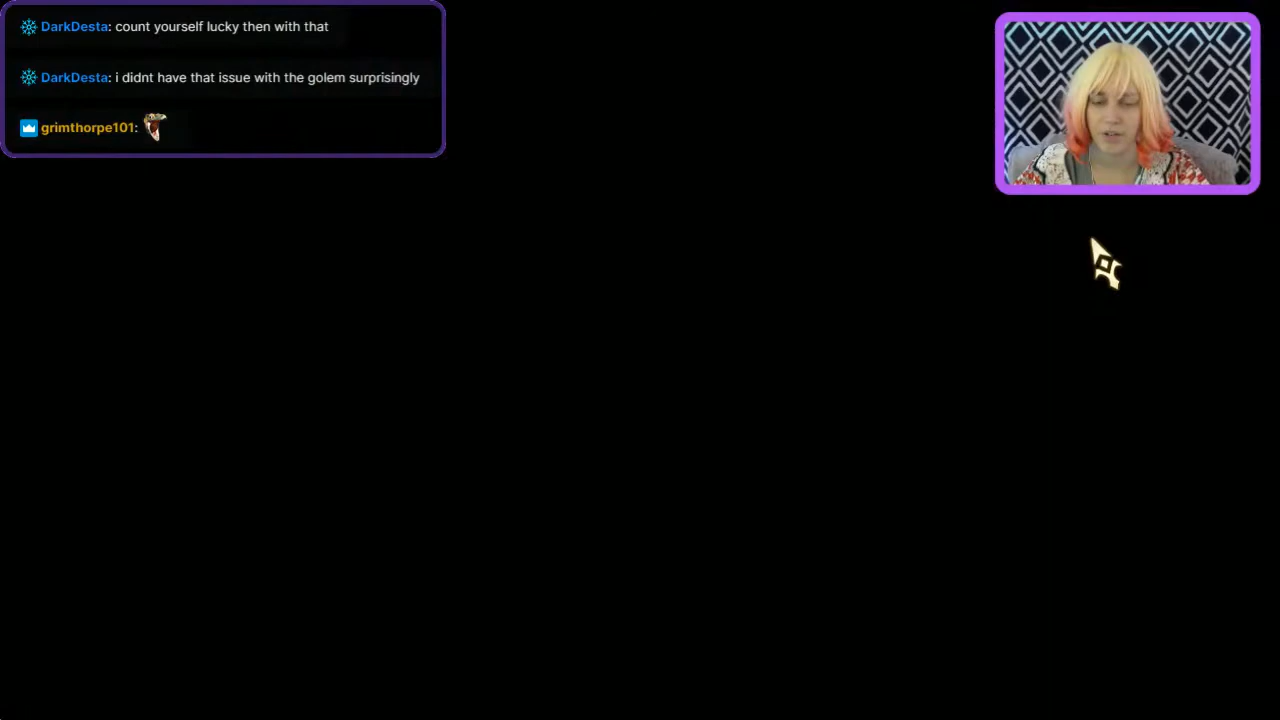 DarkDesta: count yourself lucky then with that
DarkDesta: i didnt have that issue with the golem surprisingly
grimthorpe101: